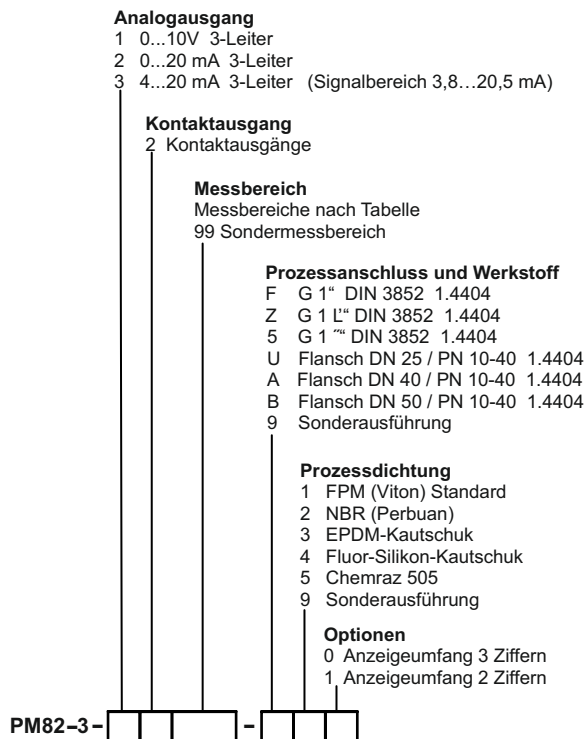 Analogausgang
1 0...10V 3-Leiter
2 0...20 mA 3-Leiter
3 4...20 mA 3-Leiter (Signalbereich 3,8...20,5 mA)
Kontaktausgang
2 Kontaktausgänge
Messbereich
Messbereiche nach Tabelle
99 Sondermessbereich
Prozessanschluss und Werkstoff
F G 1“ DIN 3852 1.4404
Z G 1 Ľ“ DIN 3852 1.4404
5 G 1 ˝“ DIN 3852 1.4404
U Flansch DN 25 / PN 10-40 1.4404
A Flansch DN 40 / PN 10-40 1.4404
B Flansch DN 50 / PN 10-40 1.4404
9 Sonderausführung
Prozessdichtung
1 FPM (Viton) Standard
2 NBR (Perbuan)
3 EPDM-Kautschuk
4 Fluor-Silikon-Kautschuk
5 Chemraz 505
9 Sonderausführung
Optionen
0 Anzeigeumfang 3 Ziffern
1 Anzeigeumfang 2 Ziffern
PM82–3– –